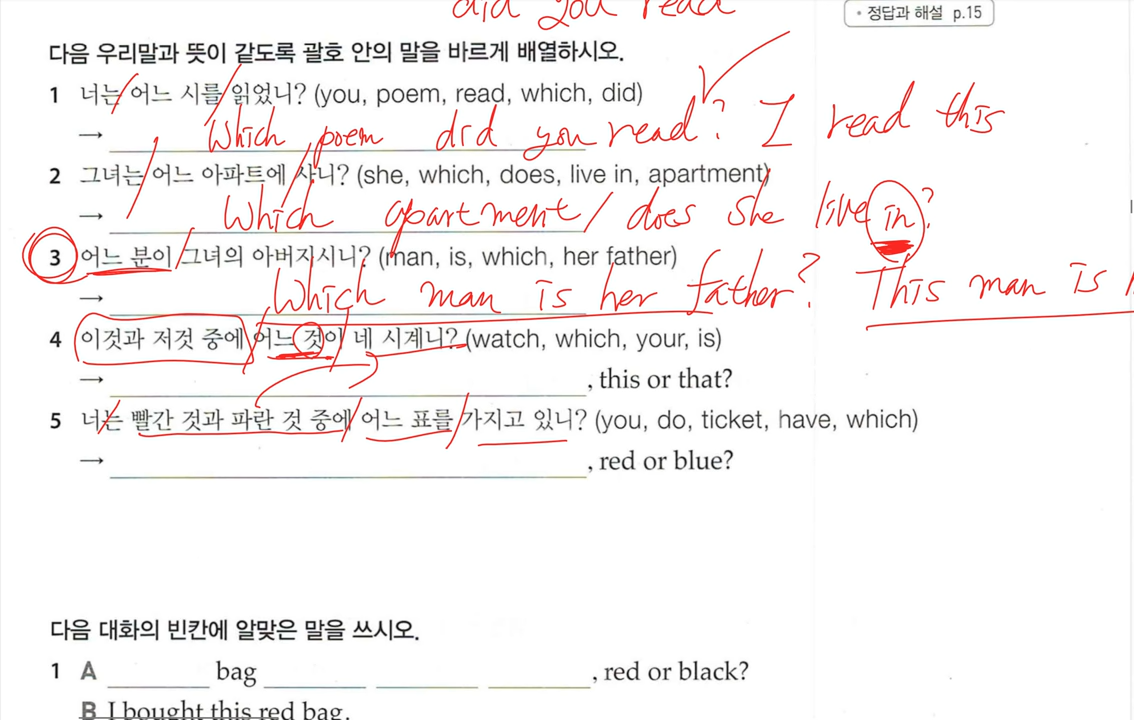 did you read
• 정답과 해설 p.15
다음 우리말과 뜻이 같도록 괄호 안의 말을 바르게 배열하시오.
1 너는 어느 시를 읽었니? (you, poem, read, which, did)
→ Which poem did you read? I read this
2 그녀는 어느 아파트에 사니? (she, which, does, live in, apartment)
→ Which apartment does she live in?
3 어느 분이 그녀의 아버지시니? (man, is, which, her father)
→ Which man is her father? This man is
4 이것과 저것 중에 어느 것이 네 시계니? (watch, which, your, is)
→ , this or that?
5 너는 빨간 것과 파란 것 중에 어느 표를 가지고 있니? (you, do, ticket, have, which)
→ , red or blue?
다음 대화의 빈칸에 알맞은 말을 쓰시오.
1 A bag , red or black?
B I bought this red bag.